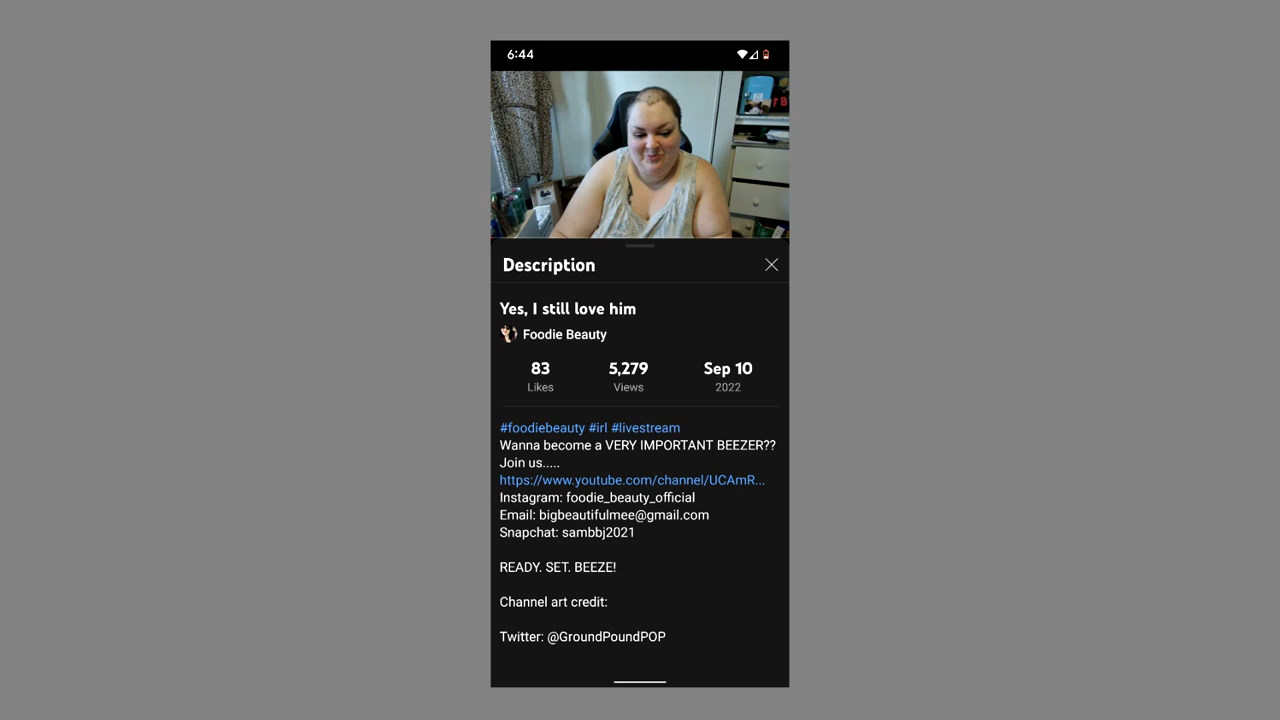 6:44
Description
Yes, I still love him
Foodie Beauty
83 5,279 Sep 10
Likes Views 2022
#foodiebeauty #irl #livestream
Wanna become a VERY IMPORTANT BEEZER??
Join us.....
https://www.youtube.com/channel/UCAmR...
Instagram: foodie_beauty_official
Email: bigbeautifulmee@gmail.com
Snapchat: sambbj2021
READY. SET. BEEZE!
Channel art credit:
Twitter: @GroundPoundPOP